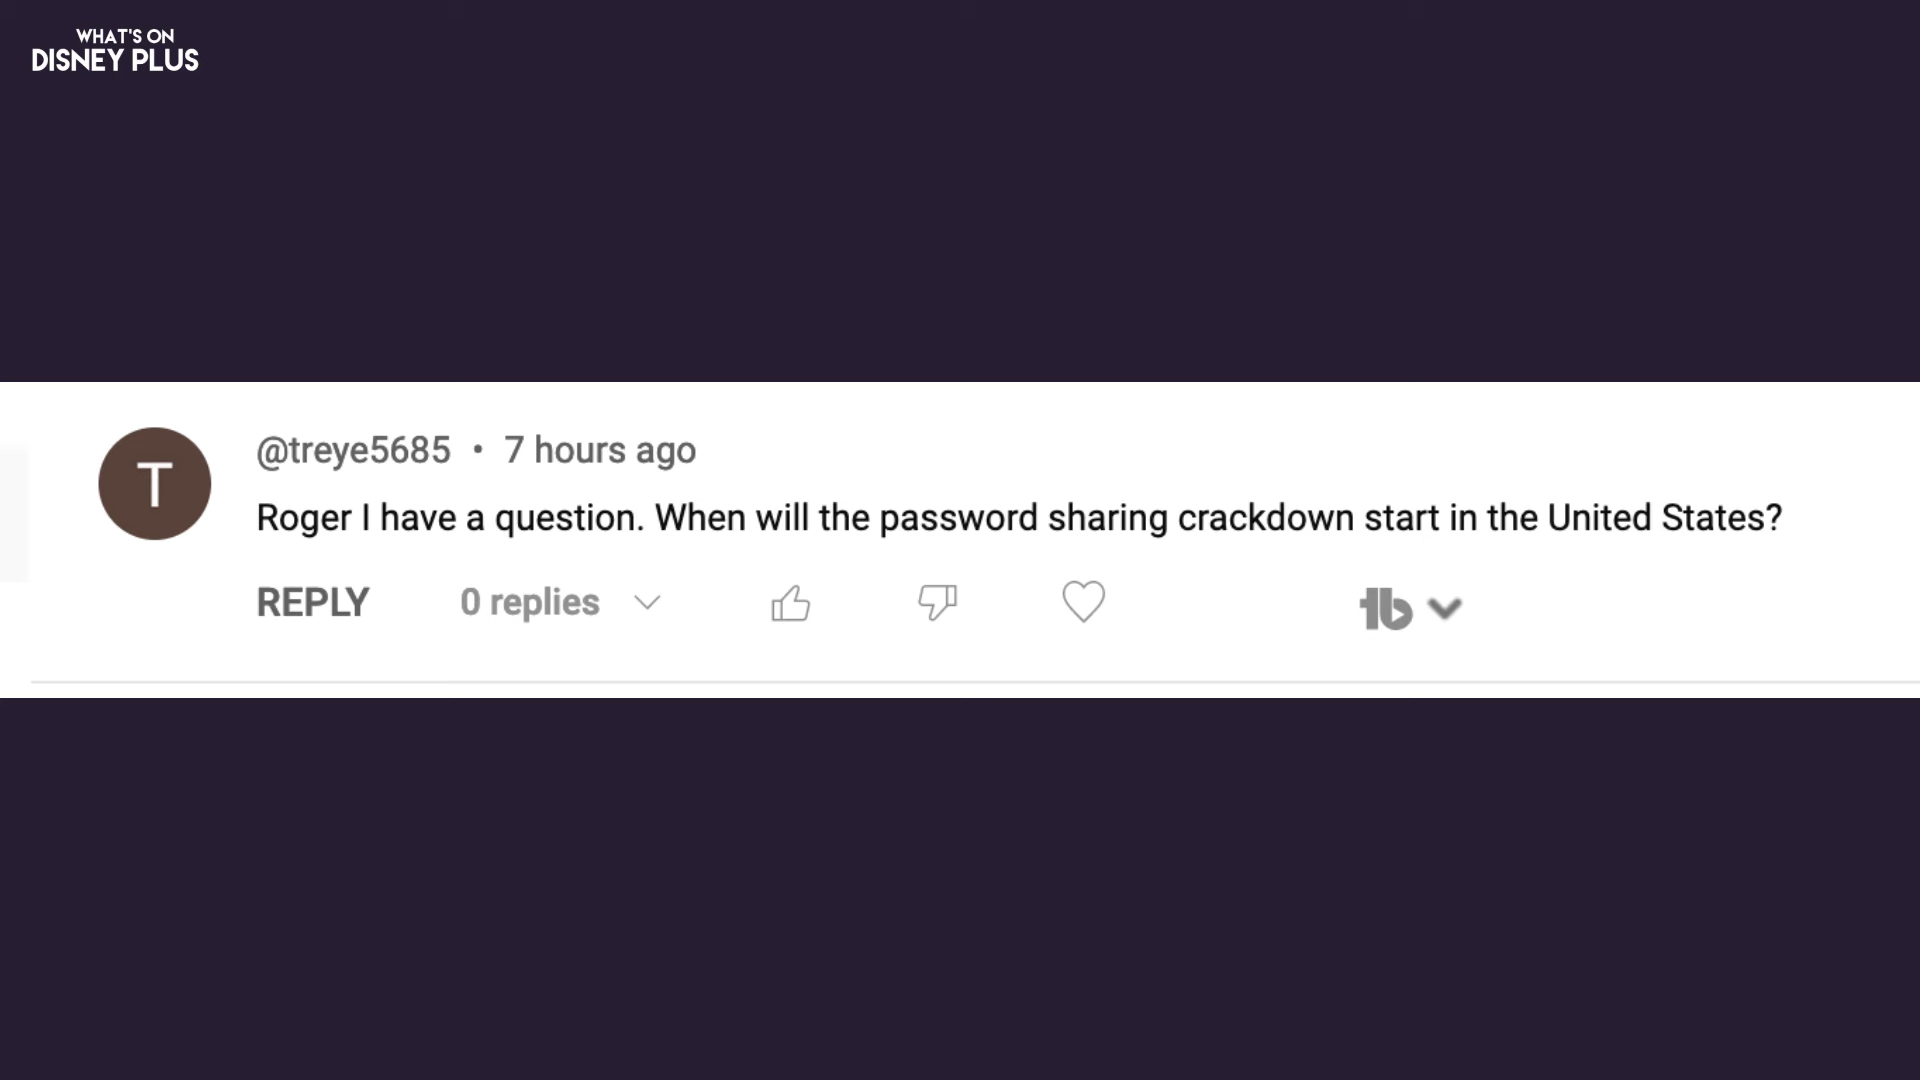 WHAT'S ON
DISNEY PLUS
T
@treye5685 • 7 hours ago
Roger I have a question. When will the password sharing crackdown start in the United States?
REPLY 0 replies
tb